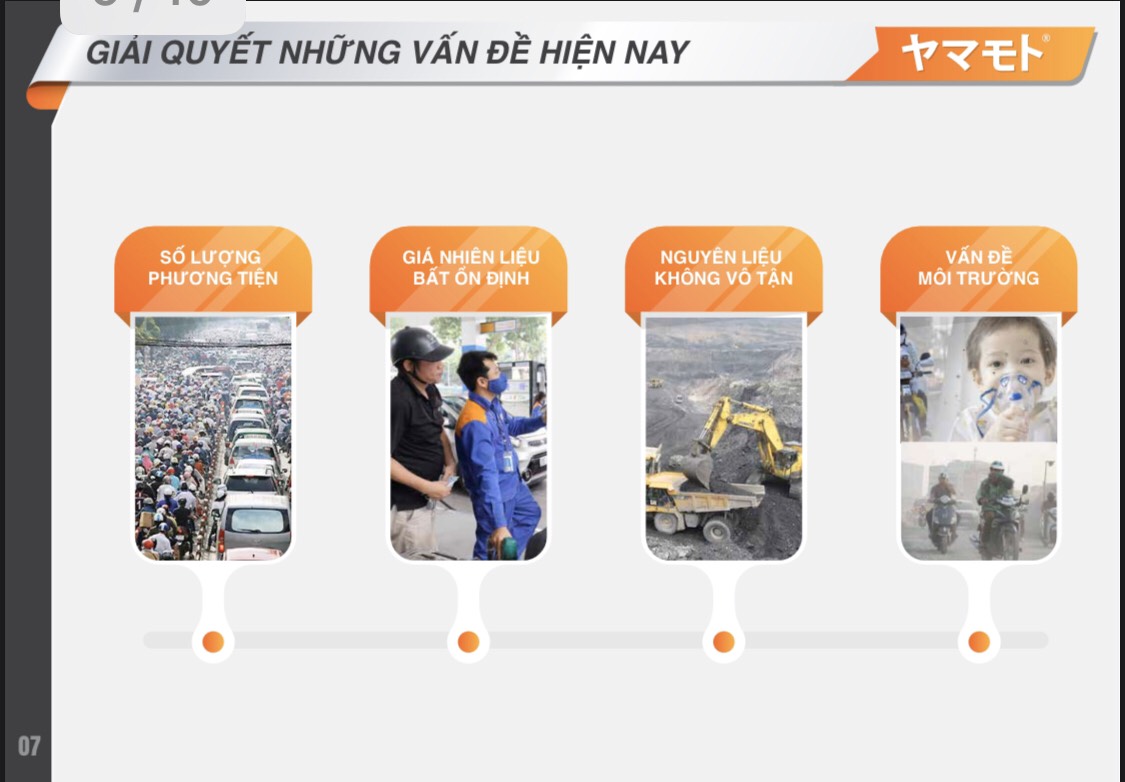 GIẢI QUYẾT NHỮNG VẤN ĐỀ HIỆN NAY
ヤマモト®
SỐ LƯỢNG
PHƯƠNG TIỆN
GIÁ NHIÊN LIỆU
BẤT ỔN ĐỊNH
NGUYÊN LIỆU
KHÔNG VÔ TẬN
VẤN ĐỀ
MÔI TRƯỜNG
07